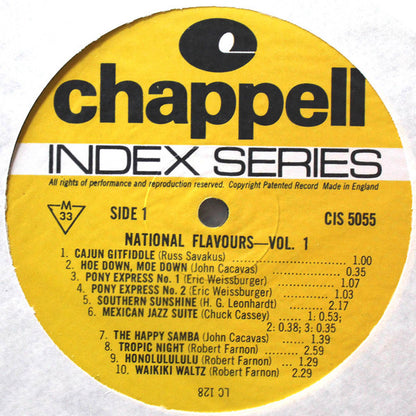 chappell
INDEX SERIES
All rights of performance and reproduction reserved. Copyright Patented Record Made in England
M
33
SIDE 1
CIS 5055
NATIONAL FLAVOURS—VOL. 1
1. CAJUN GITFIDDLE (Russ Savakus) 1.00
2. HOE DOWN, MOE DOWN (John Cacavas) 0.35
3. PONY EXPRESS No. 1 (Eric Weissburger) 1.07
4. PONY EXPRESS No. 2 (Eric Weissburger) 1.03
5. SOUTHERN SUNSHINE (H. G. Leonhardt) 2.17
6. MEXICAN JAZZ SUITE (Chuck Cassey) 1: 0.53;
2: 0.38; 3: 0.35
7. THE HAPPY SAMBA (John Cacavas) 1.39
8. TROPIC NIGHT (Robert Farnon) 2.59
9. HONOLULULULU (Robert Farnon) 1.29
10. WAIKIKI WALTZ (Robert Farnon) 2.29
LC 128